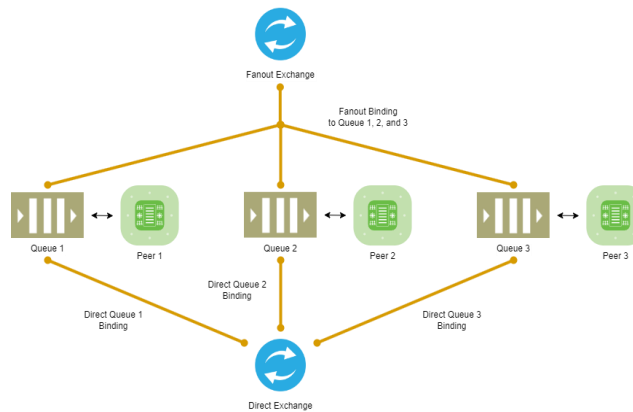 Fanout Exchange
Fanout Binding
to Queue 1, 2, and 3
Queue 1
Peer 1
Queue 2
Peer 2
Queue 3
Peer 3
Direct Queue 1
Binding
Direct Queue 2
Binding
Direct Queue 3
Binding
Direct Exchange